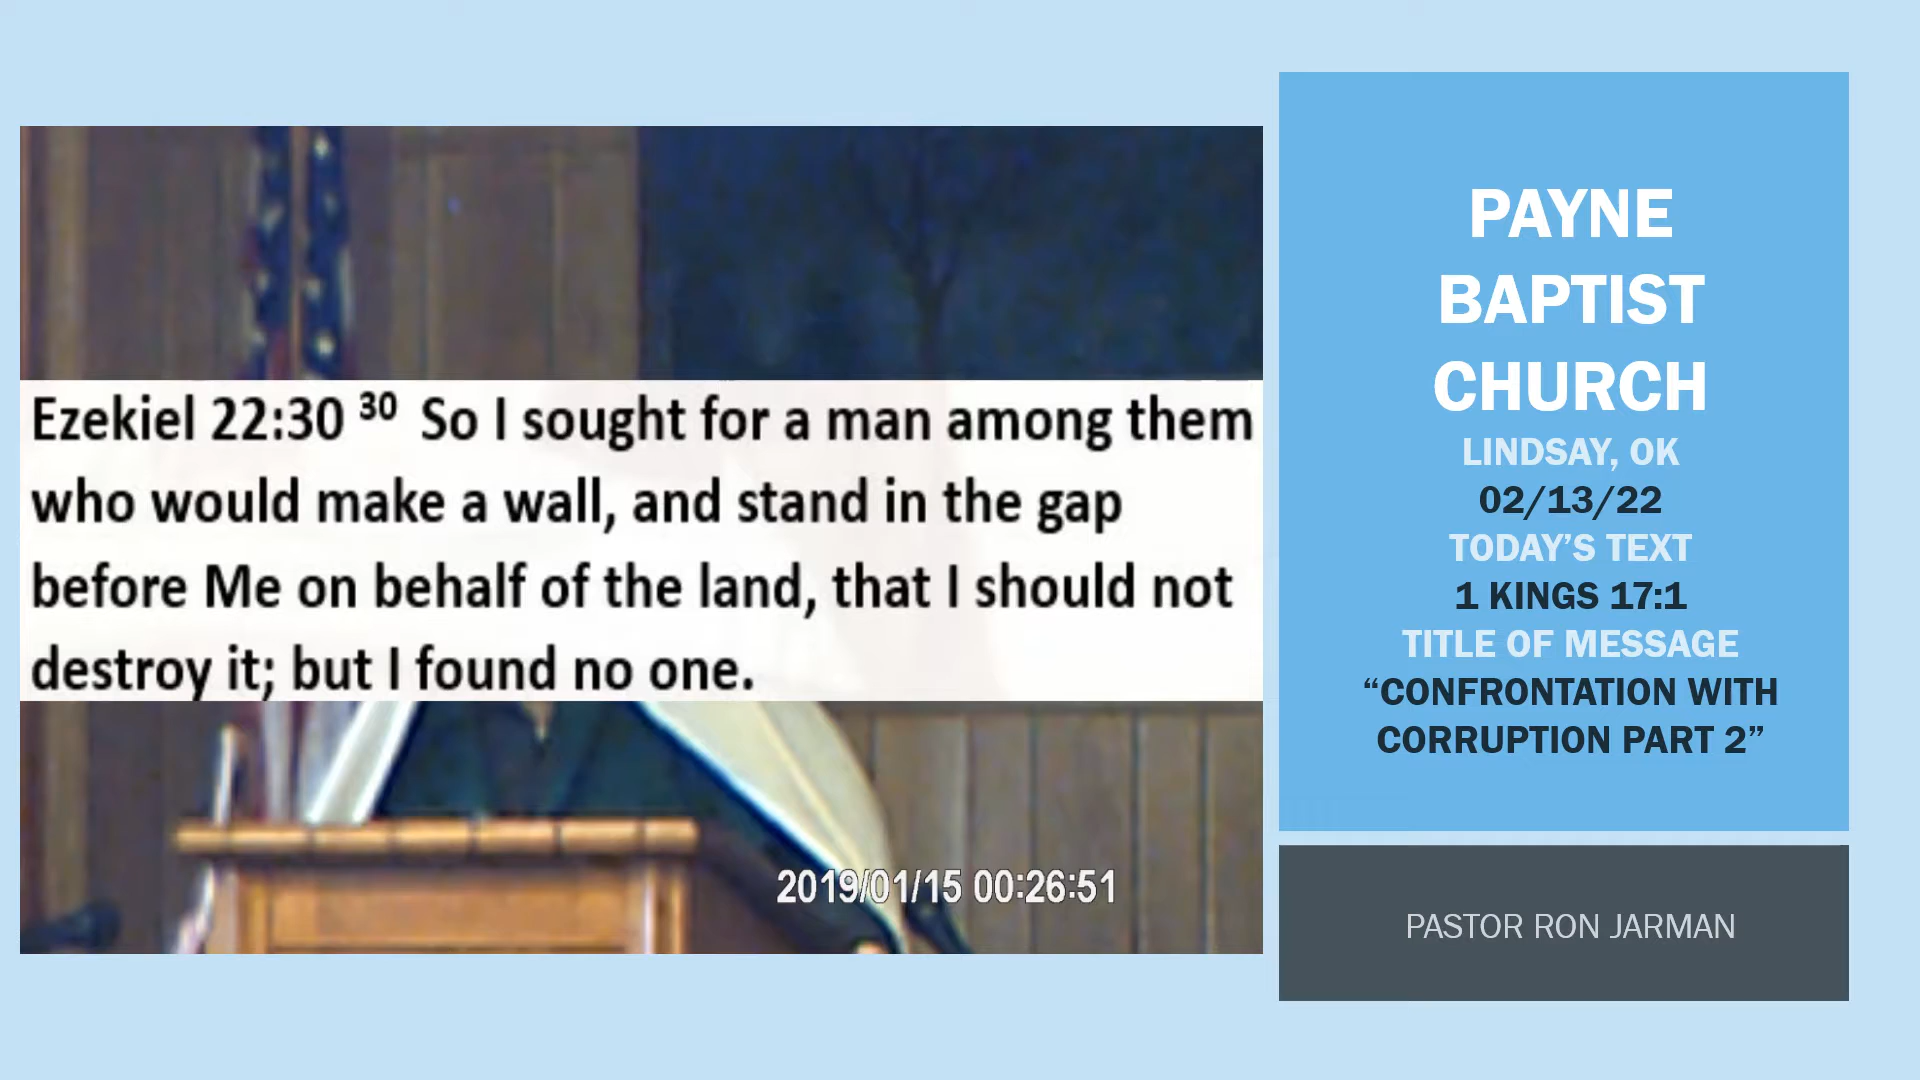 Ezekiel 22:30 ³⁰ So I sought for a man among them
who would make a wall, and stand in the gap
before Me on behalf of the land, that I should not
destroy it; but I found no one.
2019/01/15 00:26:51
PAYNE
BAPTIST
CHURCH
LINDSAY, OK
02/13/22
TODAY’S TEXT
1 KINGS 17:1
TITLE OF MESSAGE
“CONFRONTATION WITH
CORRUPTION PART 2”
PASTOR RON JARMAN